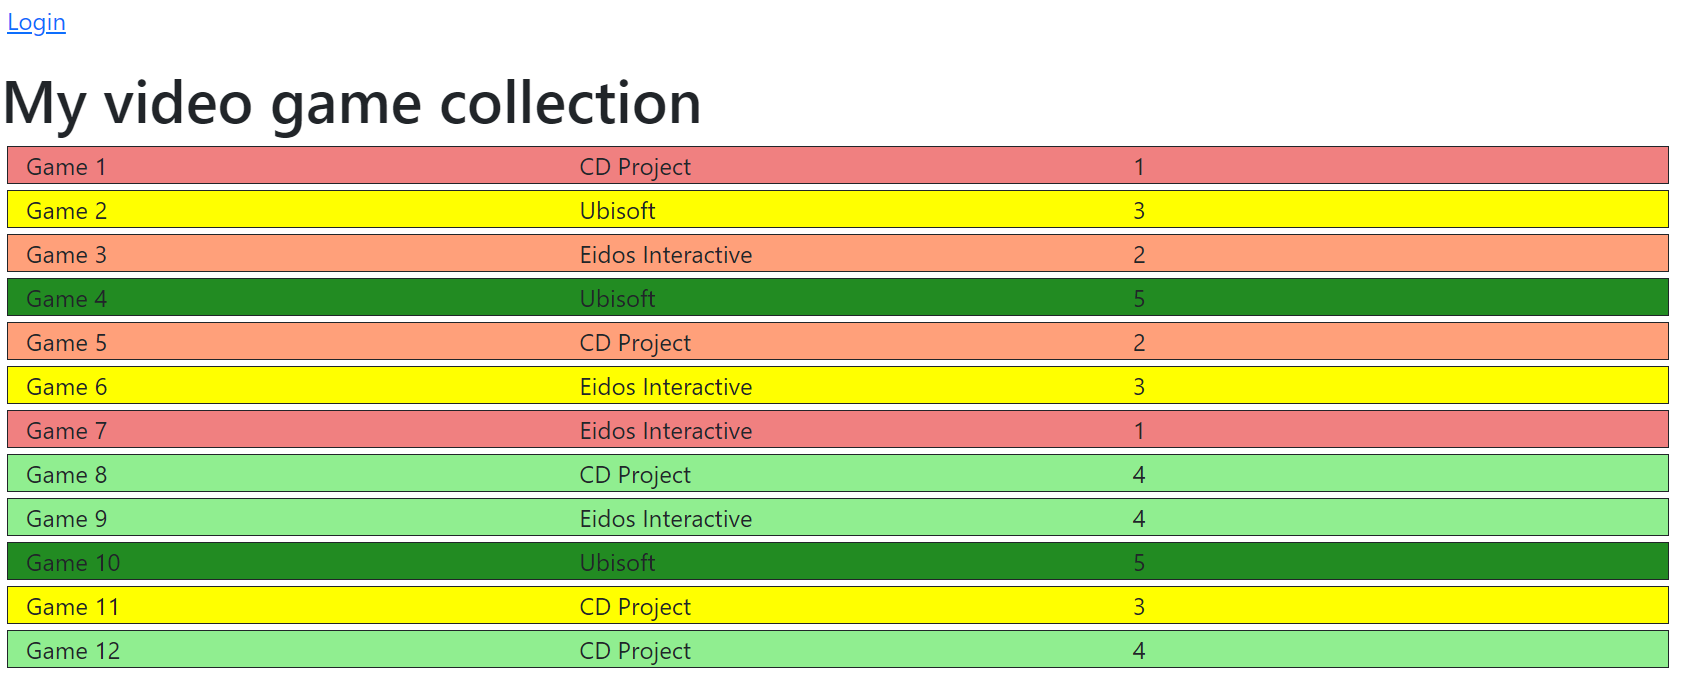 Login
My video game collection
Game 1 CD Project 1
Game 2 Ubisoft 3
Game 3 Eidos Interactive 2
Game 4 Ubisoft 5
Game 5 CD Project 2
Game 6 Eidos Interactive 3
Game 7 Eidos Interactive 1
Game 8 CD Project 4
Game 9 Eidos Interactive 4
Game 10 Ubisoft 5
Game 11 CD Project 3
Game 12 CD Project 4